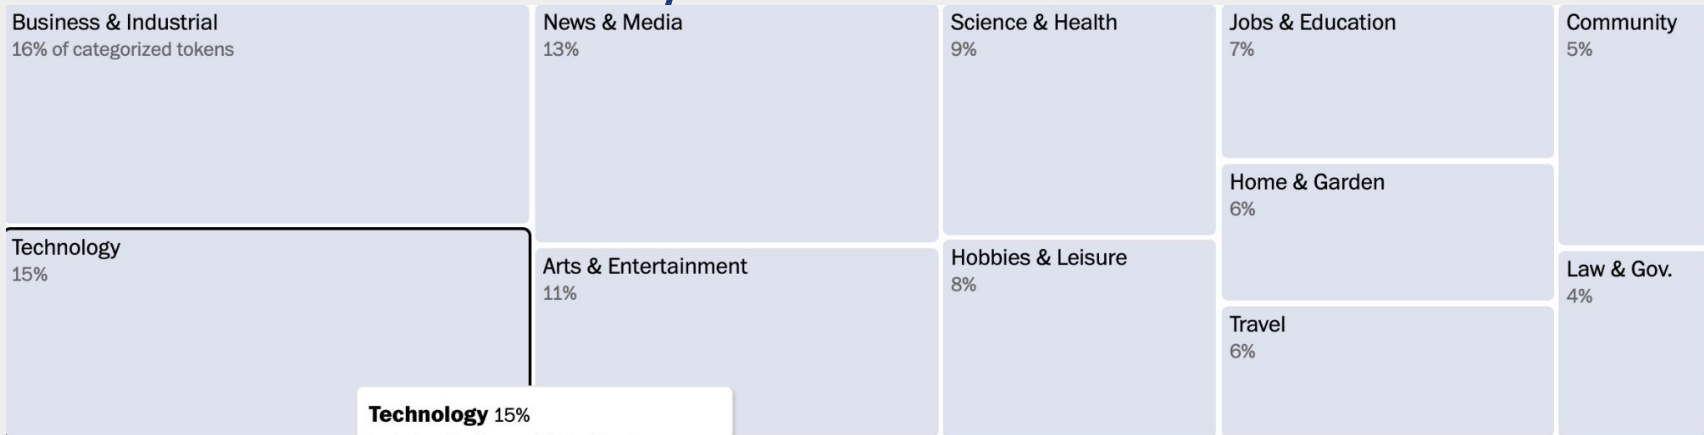 Business & Industrial
16% of categorized tokens
Technology
15%
News & Media
13%
Arts & Entertainment
11%
Science & Health
9%
Hobbies & Leisure
8%
Jobs & Education
7%
Home & Garden
6%
Travel
6%
Community
5%
Law & Gov.
4%
Technology 15%